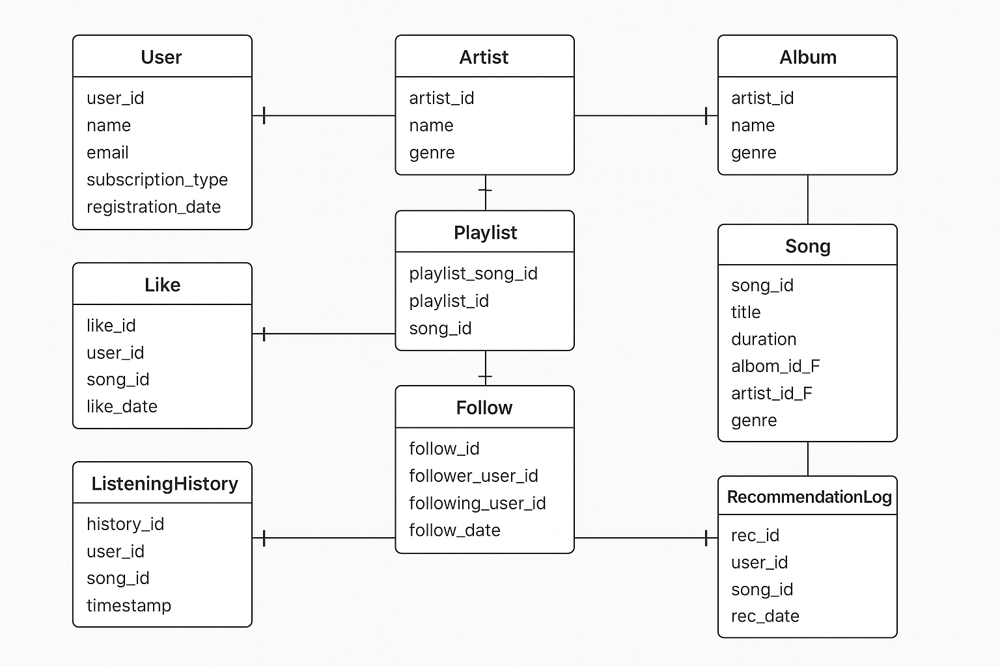 User
user_id
name
email
subscription_type
registration_date
Artist
artist_id
name
genre
Album
artist_id
name
genre
Like
like_id
user_id
song_id
like_date
Playlist
playlist_song_id
playlist_id
song_id
Song
song_id
title
duration
albom_id_F
artist_id_F
genre
ListeningHistory
history_id
user_id
song_id
timestamp
Follow
follow_id
follower_user_id
following_user_id
follow_date
RecommendationLog
rec_id
user_id
song_id
rec_date